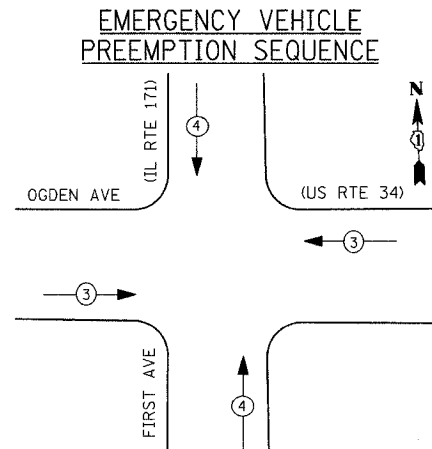 EMERGENCY VEHICLE
PREEMPTION SEQUENCE
(IL RTE 171)
4
N
1
OGDEN AVE
(US RTE 34)
3
3
FIRST AVE
4